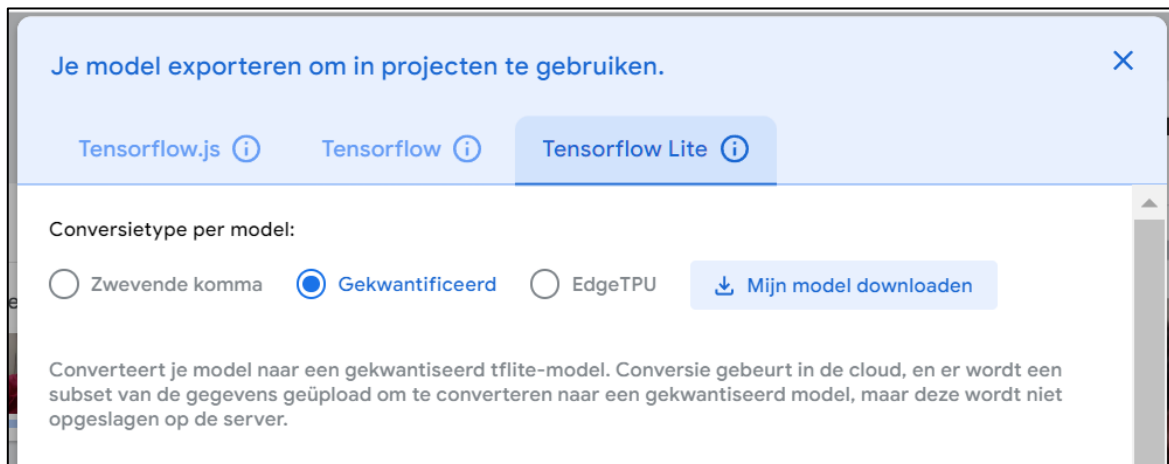 Je model exporteren om in projecten te gebruiken.
Tensorflow.js Tensorflow Tensorflow Lite
Conversietype per model:
Zwevende komma Gekwantificeerd EdgeTPU Mijn model downloaden
Converteert je model naar een gekwantiseerd tflite-model. Conversie gebeurt in de cloud, en er wordt een
subset van de gegevens geüpload om te converteren naar een gekwantiseerd model, maar deze wordt niet
opgeslagen op de server.